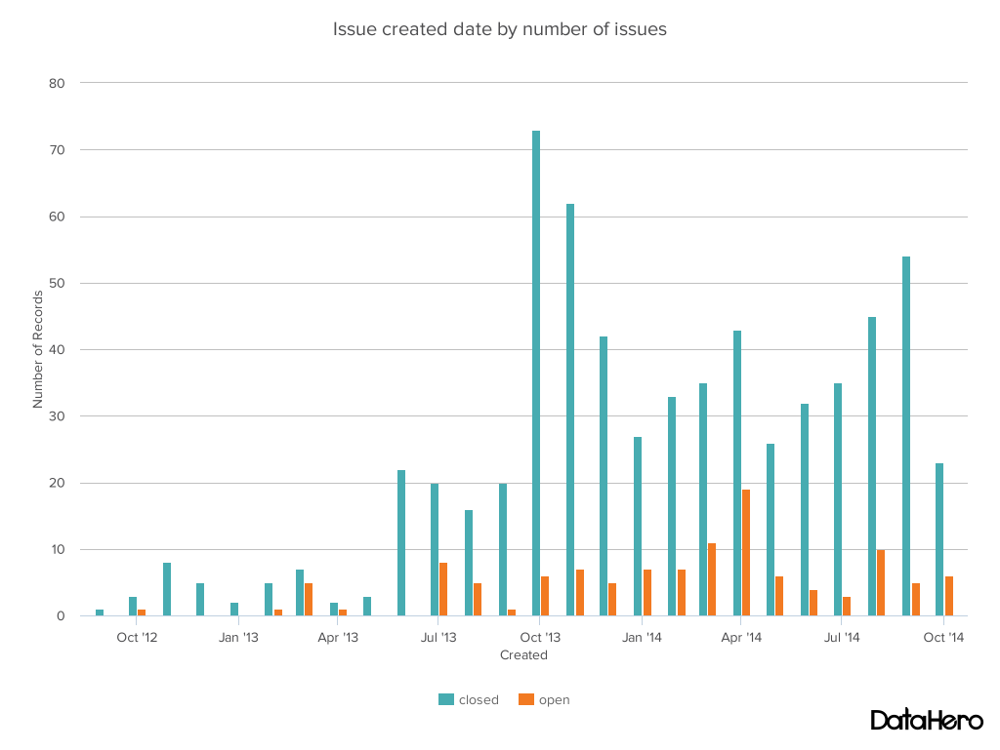 Issue created date by number of issues
80
70
60
50
40
30
20
10
0
Number of Records
Oct '12 Jan '13 Apr '13 Jul '13 Oct '13 Jan '14 Apr '14 Jul '14 Oct '14
Created
closed open
DataHero